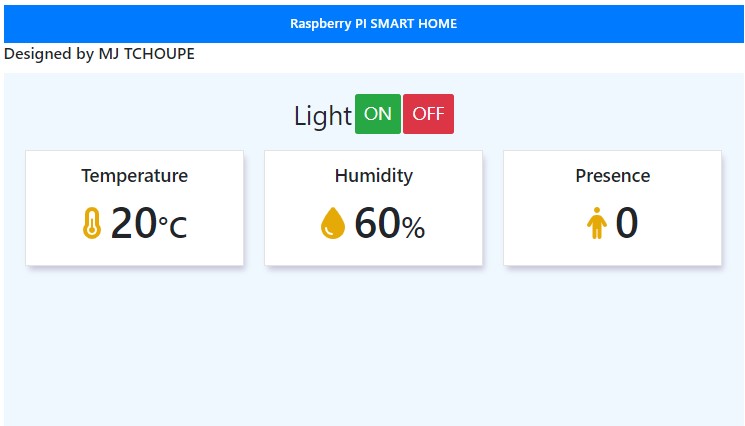 Raspberry PI SMART HOME
Designed by MJ TCHOUPE
Light ON OFF
Temperature
20°C
Humidity
60%
Presence
0